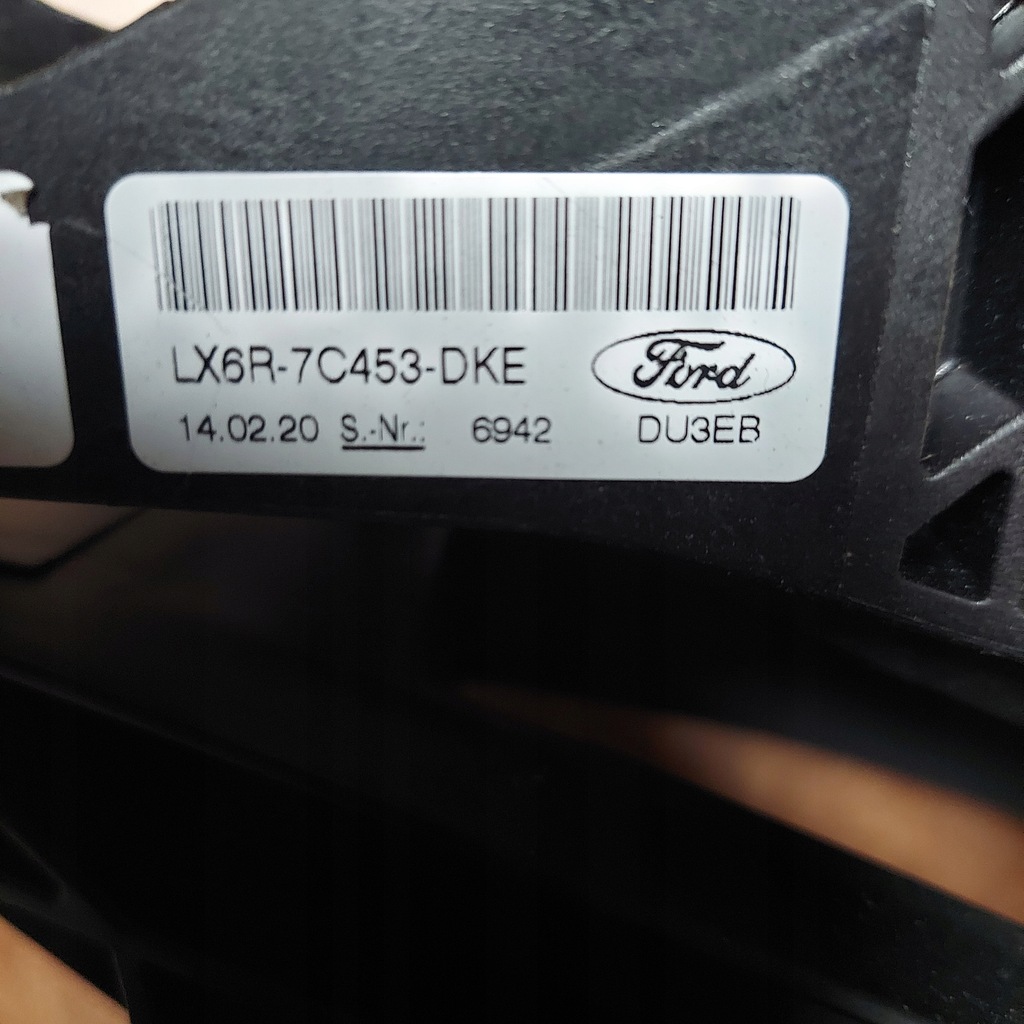 LX6R-7C453-DKE
Ford
14.02.20 S.-Nr.: 6942 DU3EB